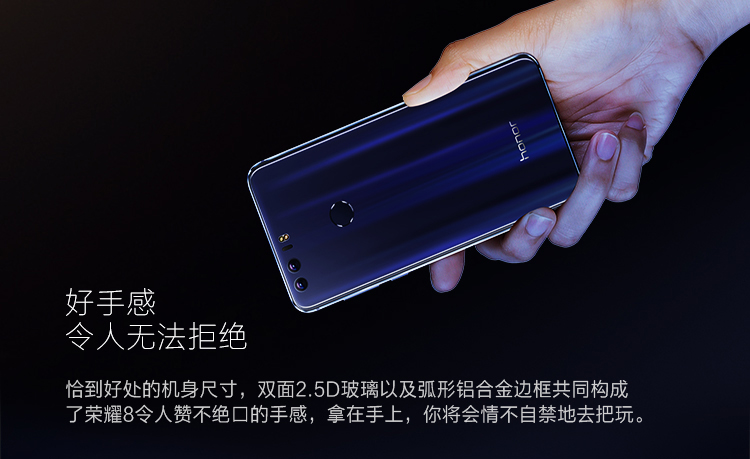 honor
好手感
令人无法拒绝
恰到好处的机身尺寸，双面2.5D玻璃以及弧形铝合金边框共同构成
了荣耀8令人赞不绝口的手感，拿在手上，你将会情不自禁地去把玩。